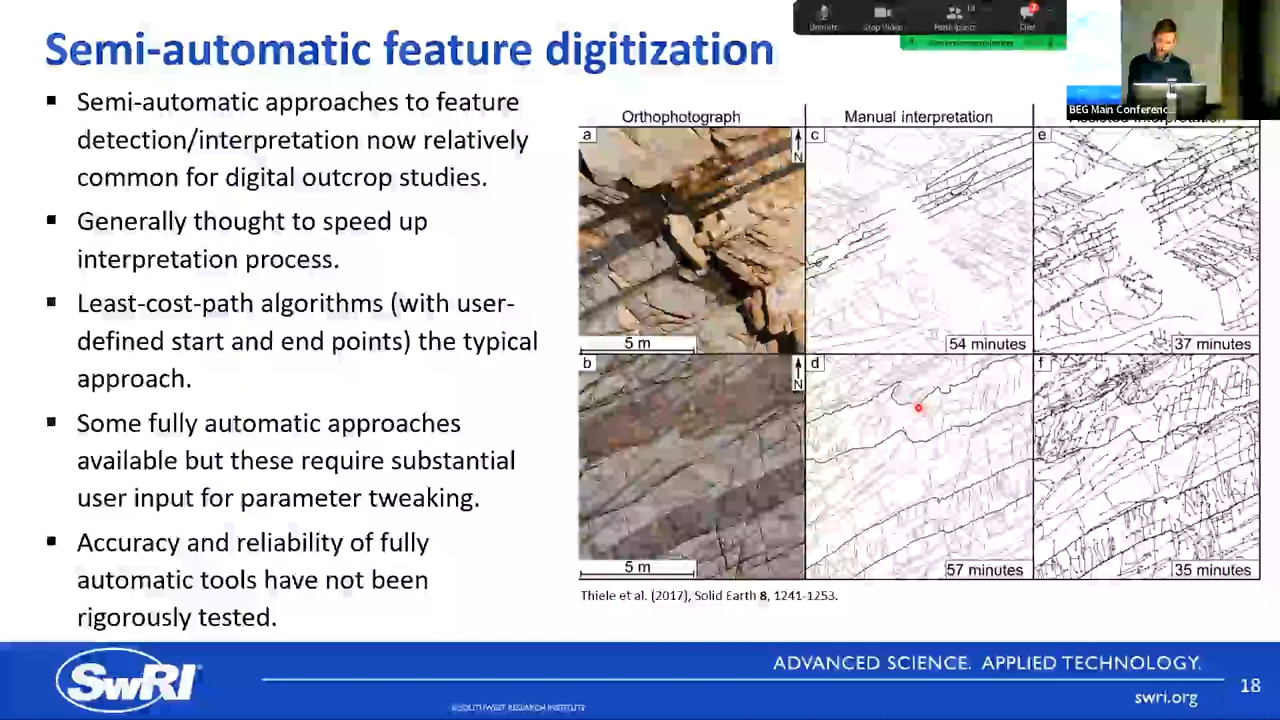 Semi-automatic feature digitization
Unmute
Stop Video
Participants
Chat
BEG Main Conferenc...
Semi-automatic approaches to feature
detection/interpretation now relatively
common for digital outcrop studies.
Generally thought to speed up
interpretation process.
Least-cost-path algorithms (with user-
defined start and end points) the typical
approach.
Some fully automatic approaches
available but these require substantial
user input for parameter tweaking.
Accuracy and reliability of fully
automatic tools have not been
rigorously tested.
Orthophotograph
Manual interpretation
a
N
c
e
5 m
54 minutes
37 minutes
b
N
d
f
5 m
57 minutes
35 minutes
Thiele et al. (2017), Solid Earth 8, 1241-1253.
SwRI
ADVANCED SCIENCE. APPLIED TECHNOLOGY.
swri.org
18
©SOUTHWEST RESEARCH INSTITUTE